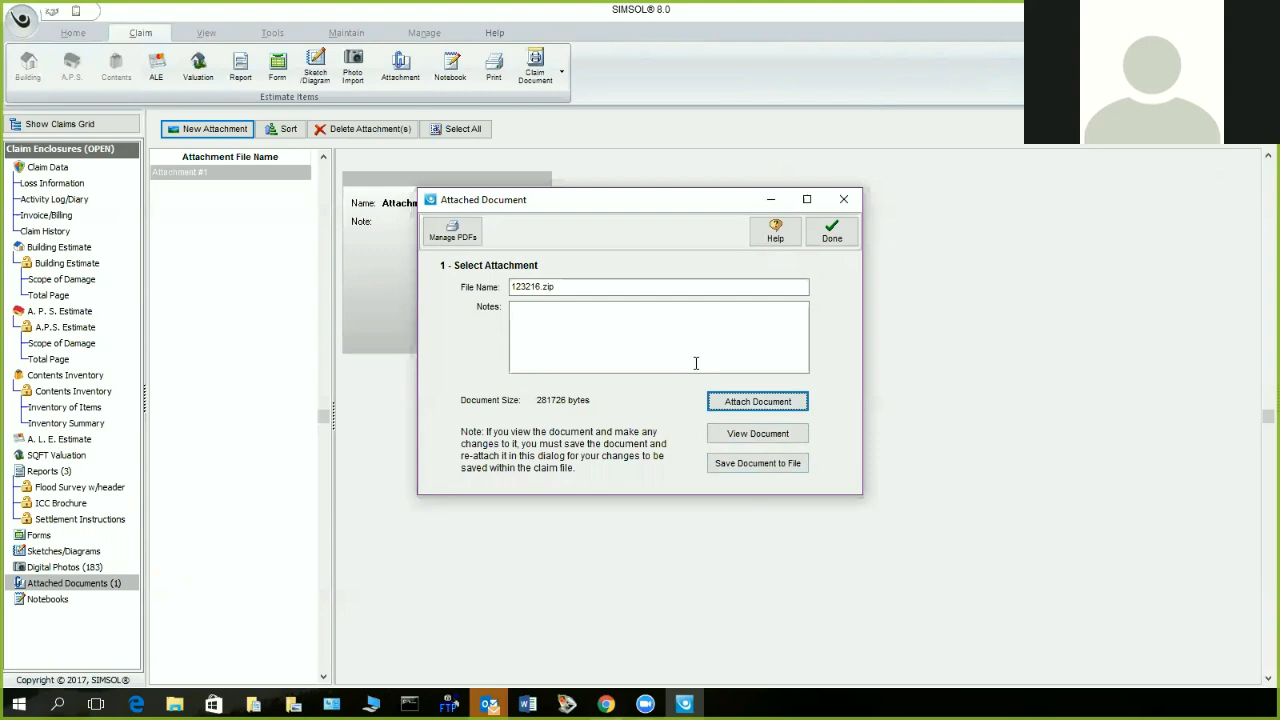 SIMSOL® 8.0
Home Claim View Tools Maintain Manage Help
Building A.P.S. Contents ALE Valuation Report Form Sketch /Diagram Photo Import Attachment Notebook Print Claim Document
Estimate Items
Show Claims Grid
New Attachment Sort Delete Attachment(s) Select All
Claim Enclosures (OPEN)
Claim Data
Loss Information
Activity Log/Diary
Invoice/Billing
Claim History
Building Estimate
Building Estimate
Scope of Damage
Total Page
A. P. S. Estimate
A.P.S. Estimate
Scope of Damage
Total Page
Contents Inventory
Contents Inventory
Inventory of Items
Inventory Summary
A. L. E. Estimate
SQFT Valuation
Reports (3)
Flood Survey w/header
ICC Brochure
Settlement Instructions
Forms
Sketches/Diagrams
Digital Photos (183)
Attached Documents (1)
Notebooks
Copyright © 2017, SIMSOL®
Attachment File Name
Attachment #1
Name: Attachm
Note:
Attached Document
Manage PDFs Help Done
1 - Select Attachment
File Name: 123216.zip
Notes:
Document Size: 281726 bytes
Attach Document
Note: If you view the document and make any
changes to it, you must save the document and
re-attach it in this dialog for your changes to be
saved within the claim file.
View Document
Save Document to File
FTP